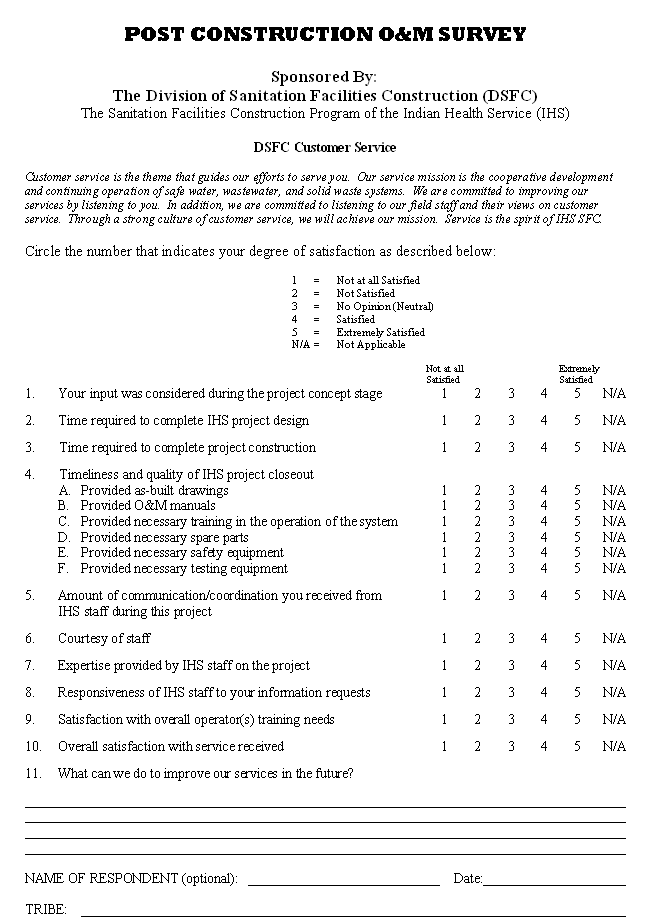 POST CONSTRUCTION O&M SURVEY
Sponsored By:
The Division of Sanitation Facilities Construction (DSFC)
The Sanitation Facilities Construction Program of the Indian Health Service (IHS)
DSFC Customer Service
Customer service is the theme that guides our efforts to serve you. Our service mission is the cooperative development
and continuing operation of safe water, wastewater, and solid waste systems. We are committed to improving our
services by listening to you. In addition, we are committed to listening to our field staff and their views on customer
service. Through a strong culture of customer service, we will achieve our mission. Service is the spirit of IHS SFC.
Circle the number that indicates your degree of satisfaction as described below:
1 = Not at all Satisfied
2 = Not Satisfied
3 = No Opinion (Neutral)
4 = Satisfied
5 = Extremely Satisfied
N/A = Not Applicable
Not at all Extremely
Satisfied Satisfied
1. Your input was considered during the project concept stage 1 2 3 4 5 N/A
2. Time required to complete IHS project design 1 2 3 4 5 N/A
3. Time required to complete project construction 1 2 3 4 5 N/A
4. Timeliness and quality of IHS project closeout
A. Provided as-built drawings 1 2 3 4 5 N/A
B. Provided O&M manuals 1 2 3 4 5 N/A
C. Provided necessary training in the operation of the system 1 2 3 4 5 N/A
D. Provided necessary spare parts 1 2 3 4 5 N/A
E. Provided necessary safety equipment 1 2 3 4 5 N/A
F. Provided necessary testing equipment 1 2 3 4 5 N/A
5. Amount of communication/coordination you received from 1 2 3 4 5 N/A
IHS staff during this project
6. Courtesy of staff 1 2 3 4 5 N/A
7. Expertise provided by IHS staff on the project 1 2 3 4 5 N/A
8. Responsiveness of IHS staff to your information requests 1 2 3 4 5 N/A
9. Satisfaction with overall operator(s) training needs 1 2 3 4 5 N/A
10. Overall satisfaction with service received 1 2 3 4 5 N/A
11. What can we do to improve our services in the future?
NAME OF RESPONDENT (optional): Date:
TRIBE: